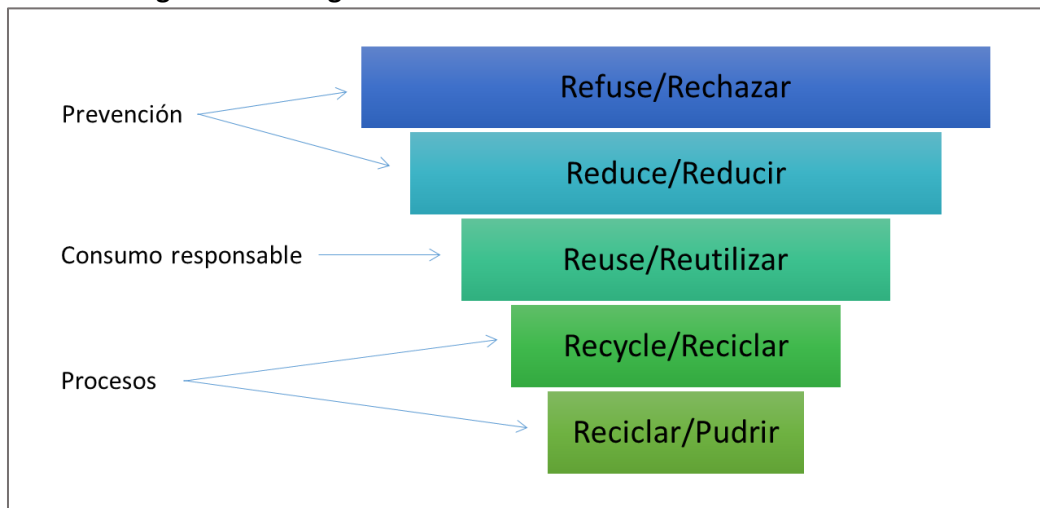 Refuse/Rechazar
Prevención
Reduce/Reducir
Consumo responsable
Reuse/Reutilizar
Recycle/Reciclar
Procesos
Reciclar/Pudrir